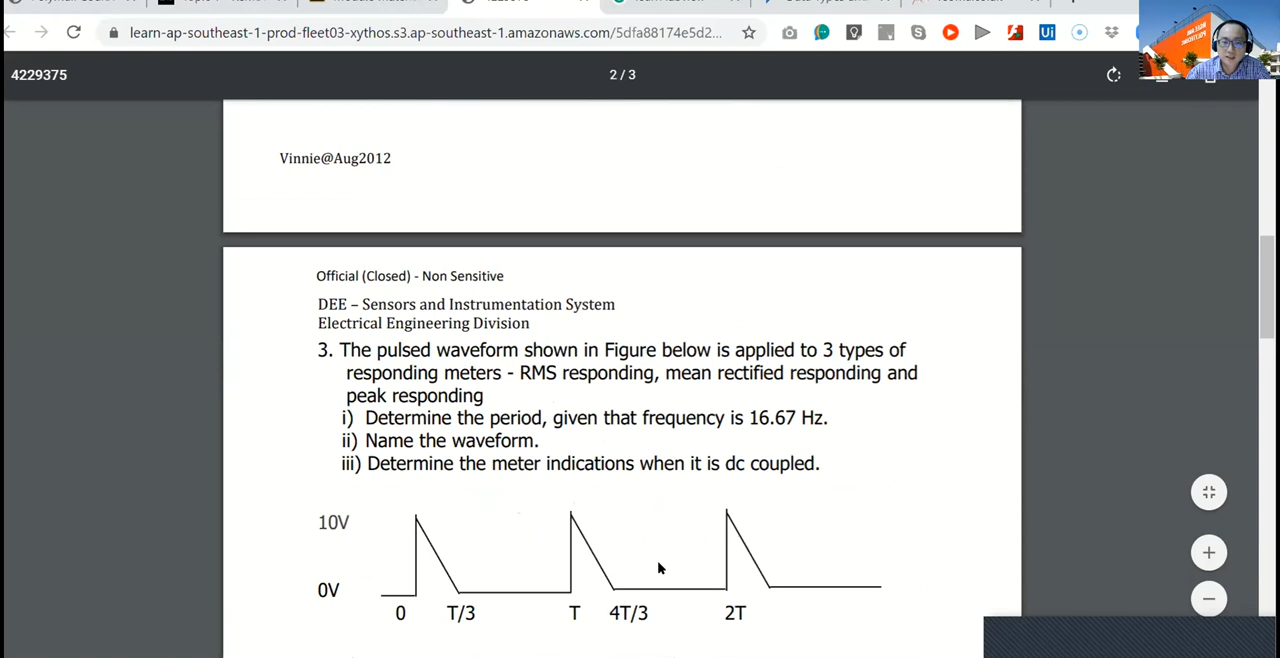 learn-ap-southeast-1-prod-fleet03-xythos.s3.ap-southeast-1.amazonaws.com/5dfa88174e5d2...
4229375
2 / 3
Vinnie@Aug2012
Official (Closed) - Non Sensitive
DEE – Sensors and Instrumentation System
Electrical Engineering Division
3. The pulsed waveform shown in Figure below is applied to 3 types of
responding meters - RMS responding, mean rectified responding and
peak responding
i) Determine the period, given that frequency is 16.67 Hz.
ii) Name the waveform.
iii) Determine the meter indications when it is dc coupled.
10V
0V
0 T/3 T 4T/3 2T